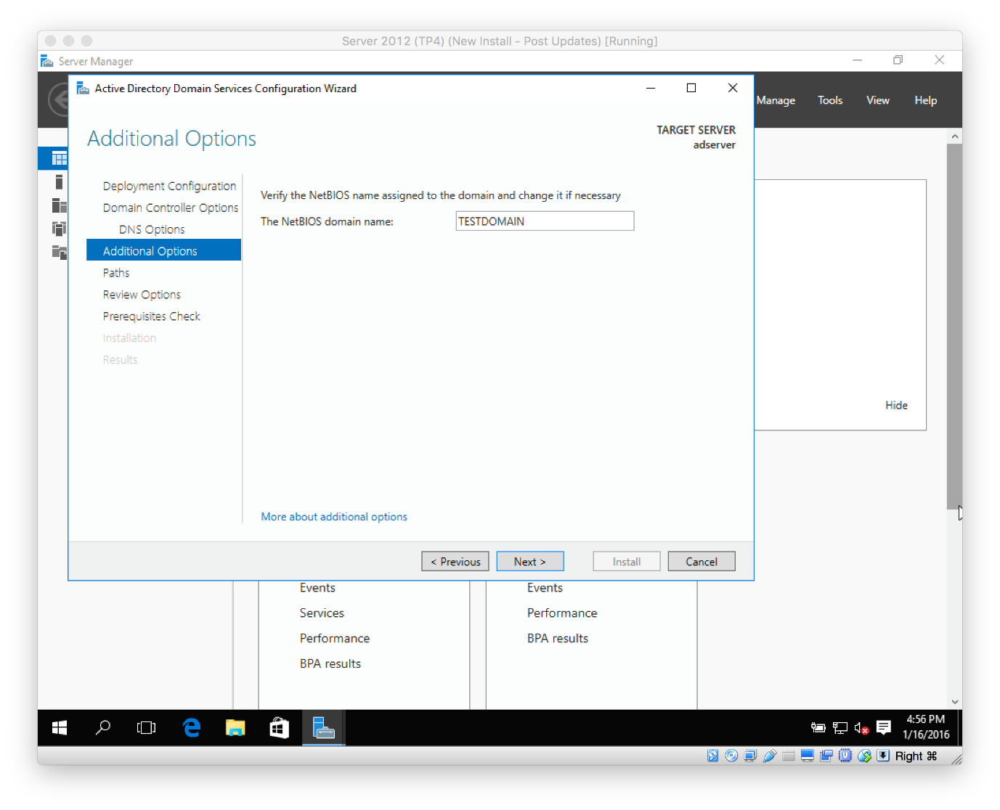 Server 2012 (TP4) (New Install - Post Updates) [Running]
Server Manager
Active Directory Domain Services Configuration Wizard
Manage Tools View Help
Additional Options
TARGET SERVER
adserver
Deployment Configuration
Domain Controller Options
DNS Options
Additional Options
Paths
Review Options
Prerequisites Check
Installation
Results
Verify the NetBIOS name assigned to the domain and change it if necessary
The NetBIOS domain name: TESTDOMAIN
Hide
More about additional options
< Previous Next > Install Cancel
Events
Services
Performance
BPA results
Events
Performance
BPA results
4:56 PM
1/16/2016
Right ⌘